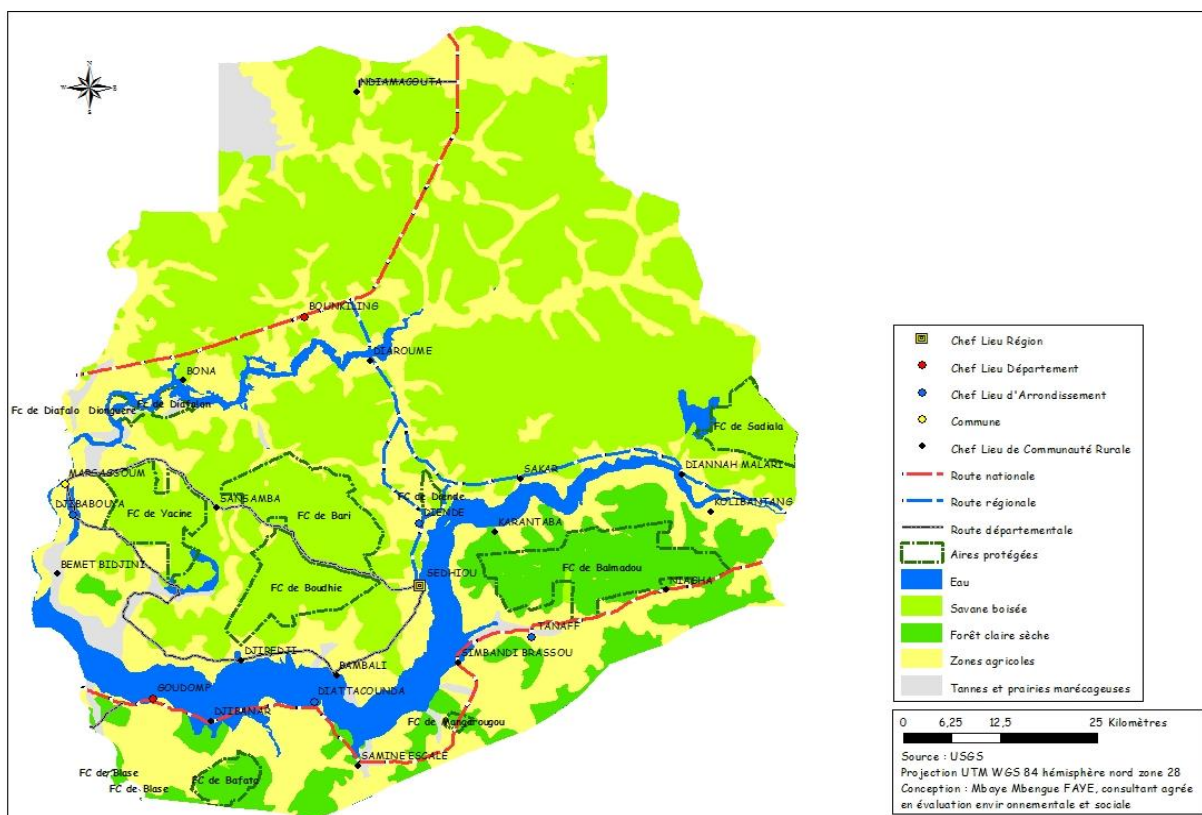 N
W
E
S
NDIAMACOUTA
BOUNKILING
DIAROUME
BONA
Fc de Diafalo Dionguere
Fc de Diafalon
FC de Sadiala
MARSASSOUM
SAKAR
DIANNAH MALARI
DJIBABOUYA
FC de Yacine
SANSAMBA
FC de Bari
FC de Diende
DIENDE
KOLIBANTANG
KARANTABA
BEMET BIDJINI
SEDHIOU
FC de Balmadou
FC de Boudhie
NIAGHA
TANAFF
DJIREDJI
SIMBANDI BRASSOU
BAMBALI
GOUDOMP
DIATTACOUNDA
DJIBANAR
FC de Mangarougou
SAMINE ESCALE
FC de Blase
FC de Bafata
FC de Blase
Chef Lieu Région
Chef Lieu Département
Chef Lieu d'Arrondissement
Commune
Chef Lieu de Communauté Rurale
Route nationale
Route régionale
Route départementale
Aires protégées
Eau
Savane boisée
Forêt claire sèche
Zones agricoles
Tannes et prairies marécageuses
0 6,25 12,5 25 Kilomètres
Source : USGS
Projection UTM WGS 84 hémisphère nord zone 28
Conception : Mbaye Mbengue FAYE, consultant agrée
en évaluation envir onnementale et sociale